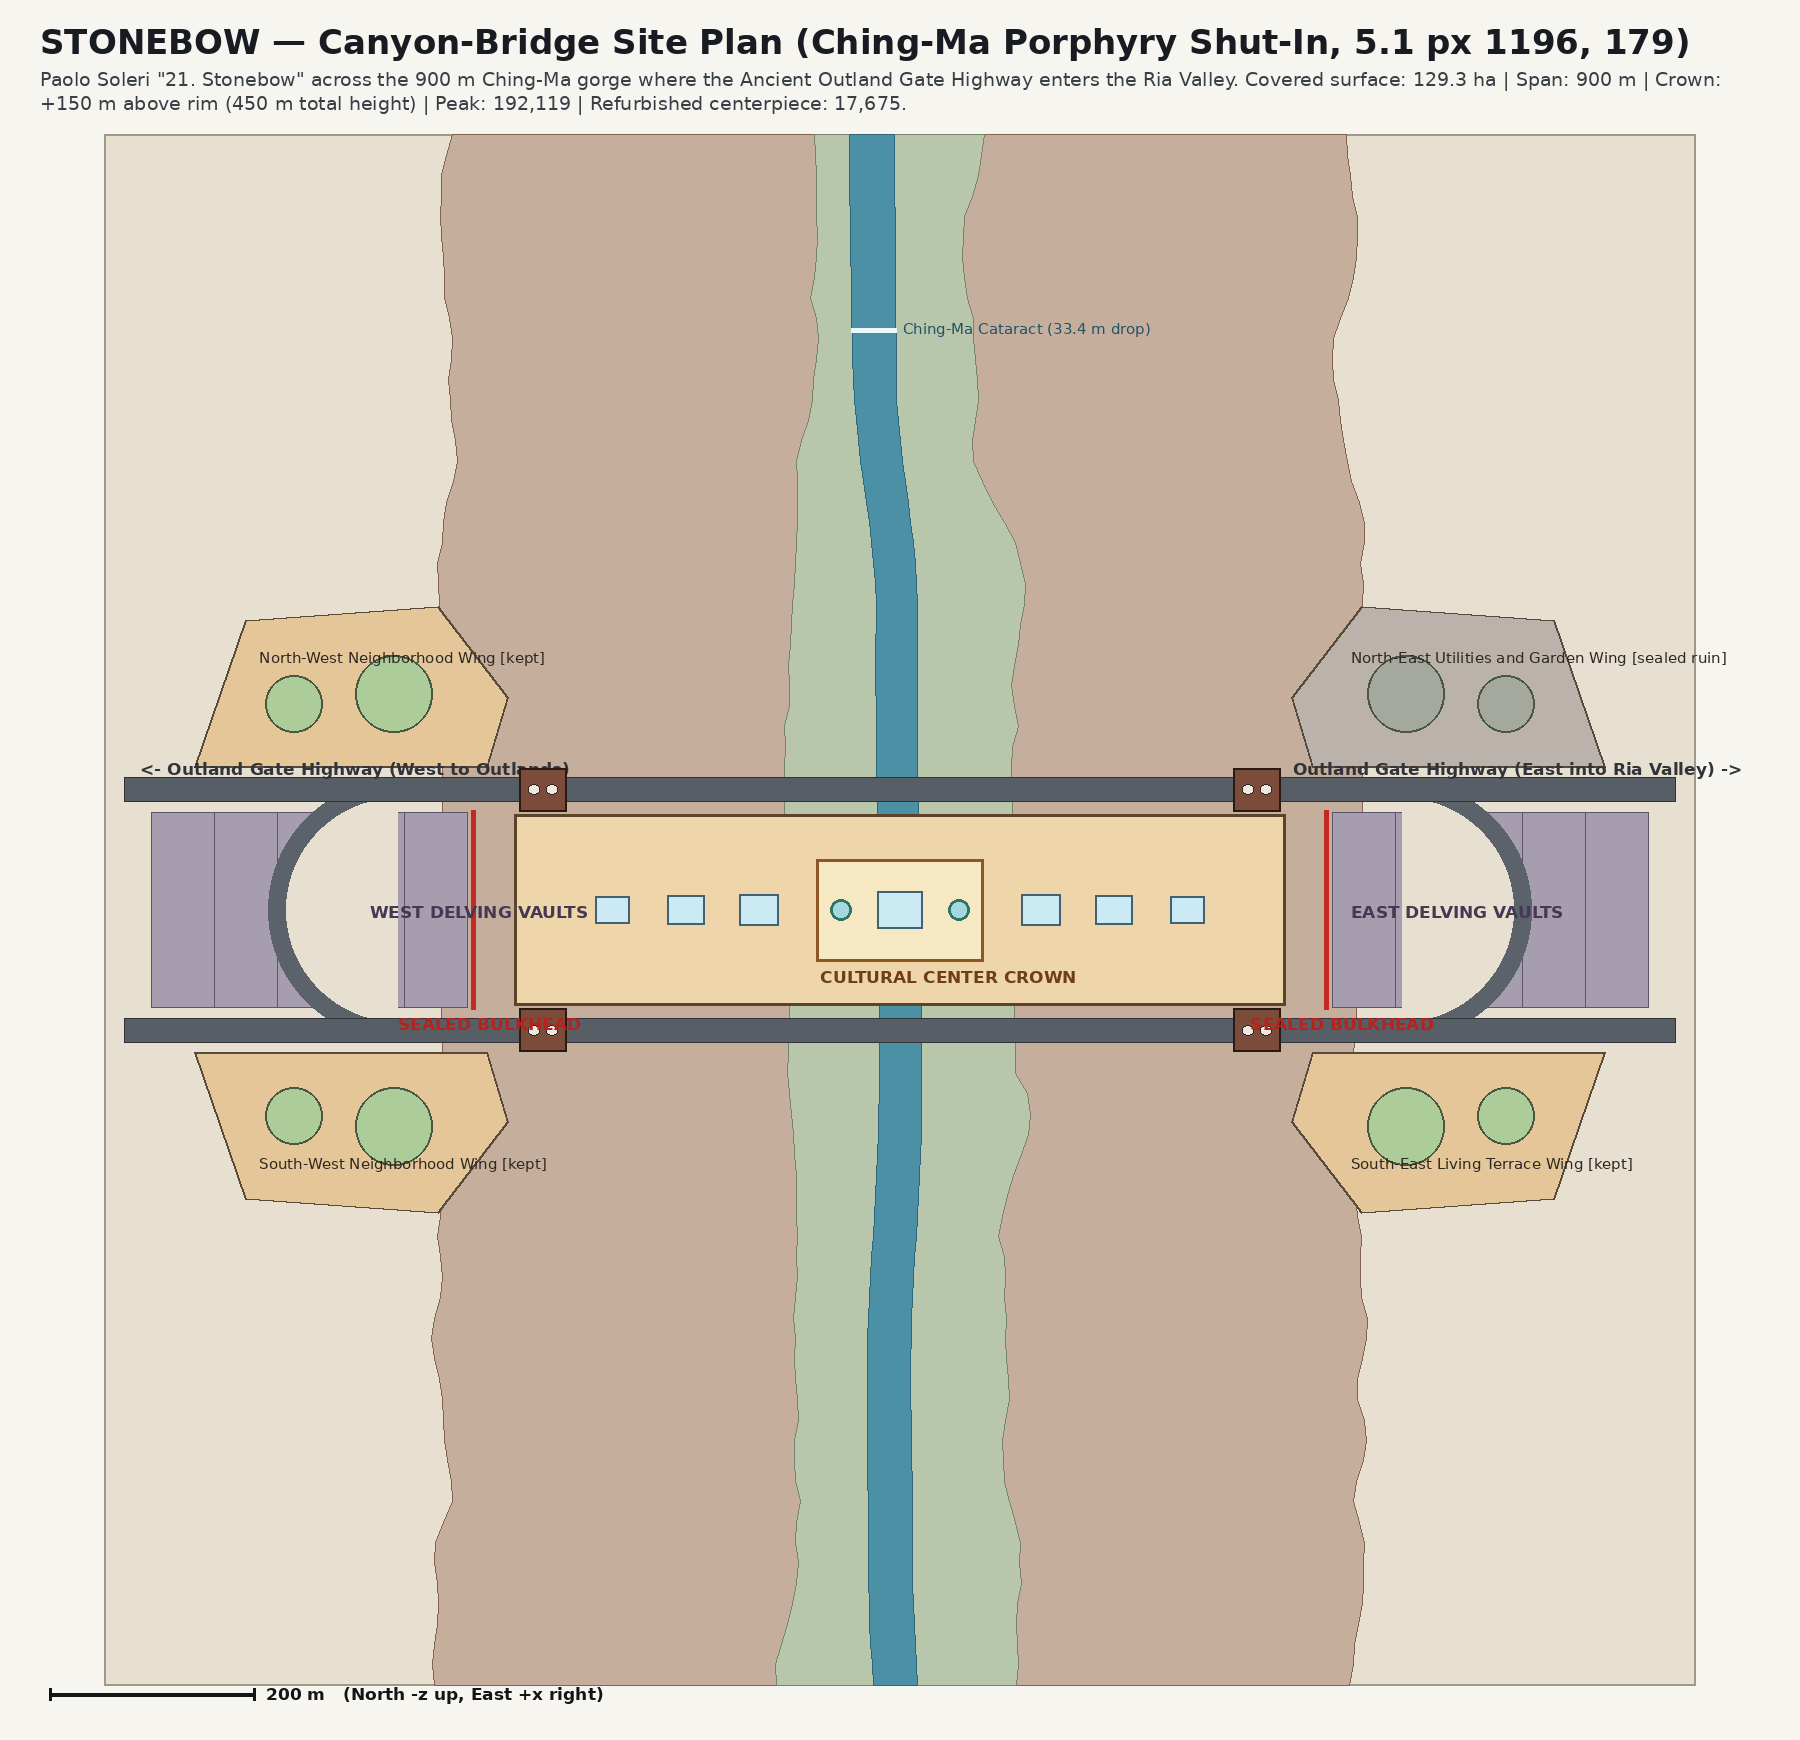 STONEBOW — Canyon-Bridge Site Plan (Ching-Ma Porphyry Shut-In, 5.1 px 1196, 179)
Paolo Soleri "21. Stonebow" across the 900 m Ching-Ma gorge where the Ancient Outland Gate Highway enters the Ria Valley. Covered surface: 129.3 ha | Span: 900 m | Crown:
+150 m above rim (450 m total height) | Peak: 192,119 | Refurbished centerpiece: 17,675.
Ching-Ma Cataract (33.4 m drop)
North-West Neighborhood Wing [kept]
North-East Utilities and Garden Wing [sealed ruin]
<- Outland Gate Highway (West to Outlands)
Outland Gate Highway (East into Ria Valley) ->
WEST DELVING VAULTS
EAST DELVING VAULTS
CULTURAL CENTER CROWN
SEALED BULKHEAD
SEALED BULKHEAD
South-West Neighborhood Wing [kept]
South-East Living Terrace Wing [kept]
200 m (North -z up, East +x right)